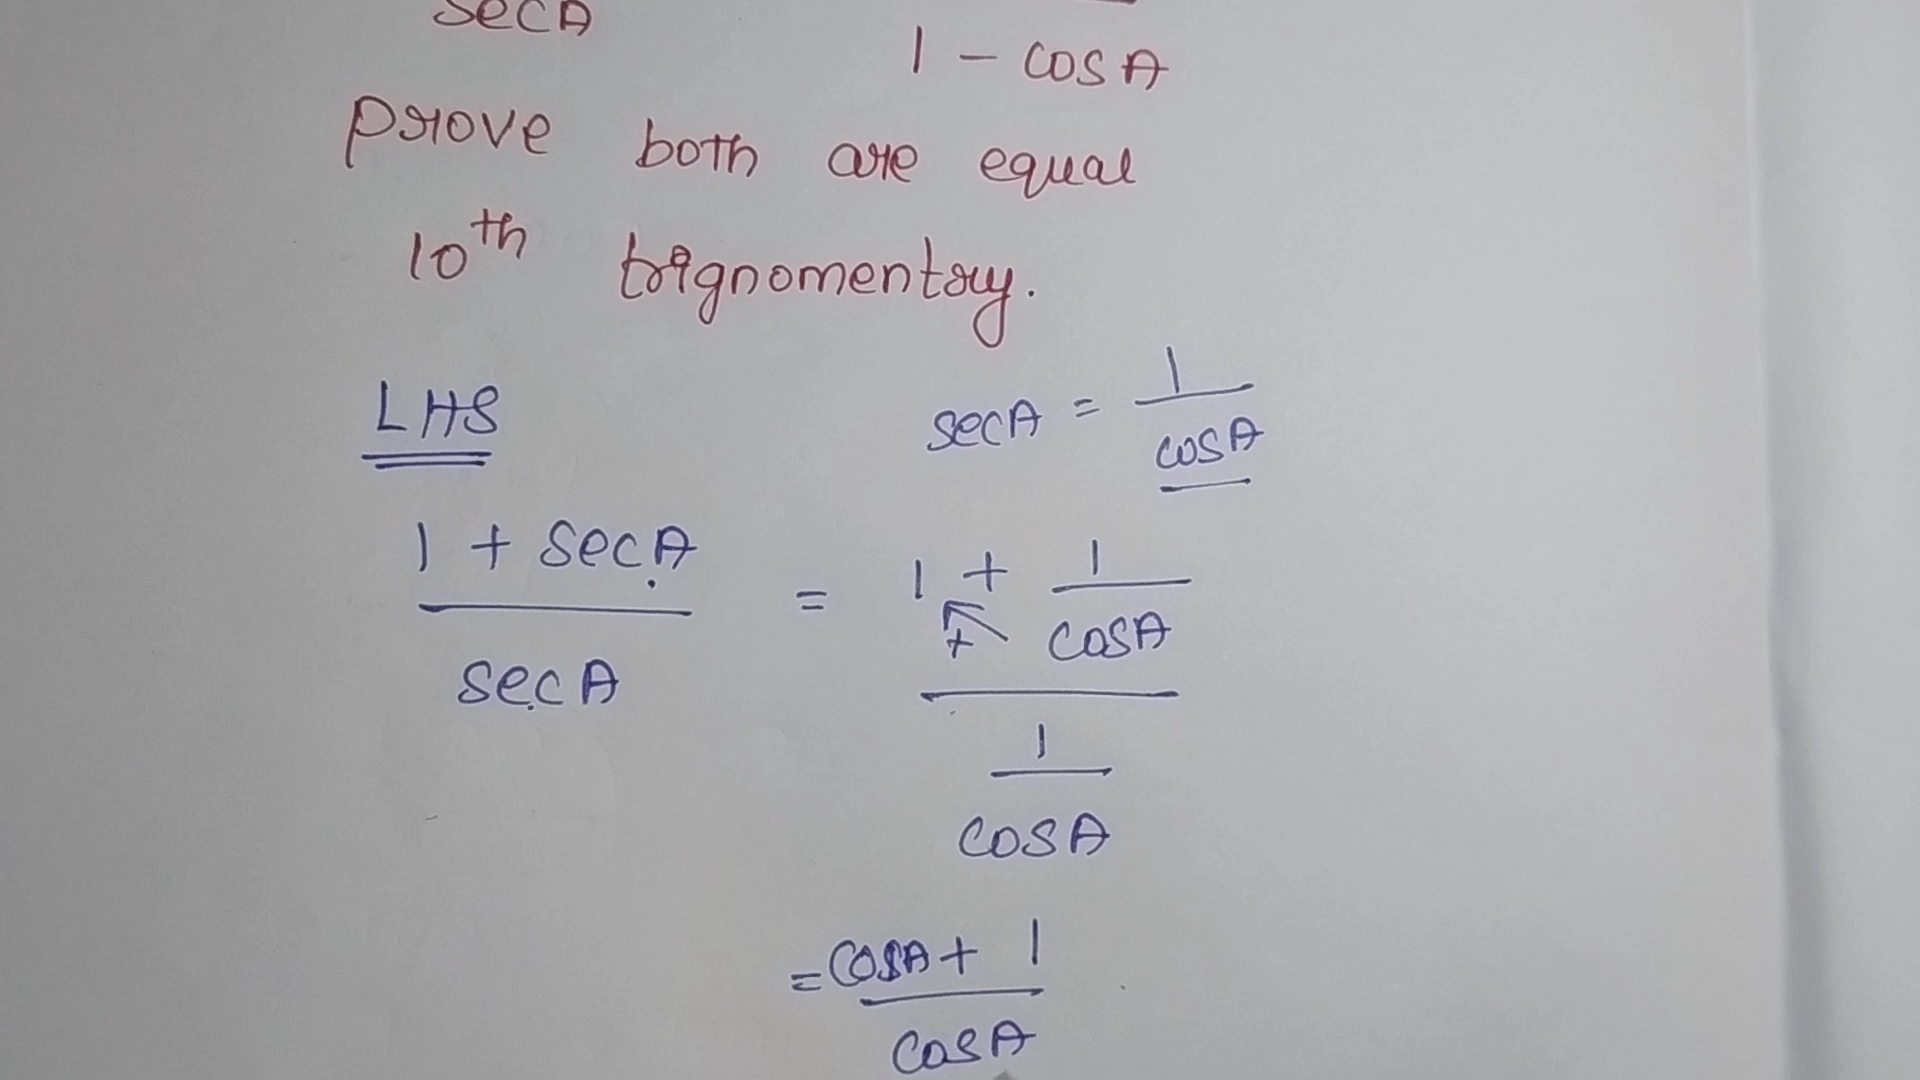 secA
1 - cosA
prove both are equal
10th trignomentry.
LHS
secA = 1/cosA
1 + secA / secA = 1 + 1/cosA / 1/cosA
= cosA + 1 / cosA